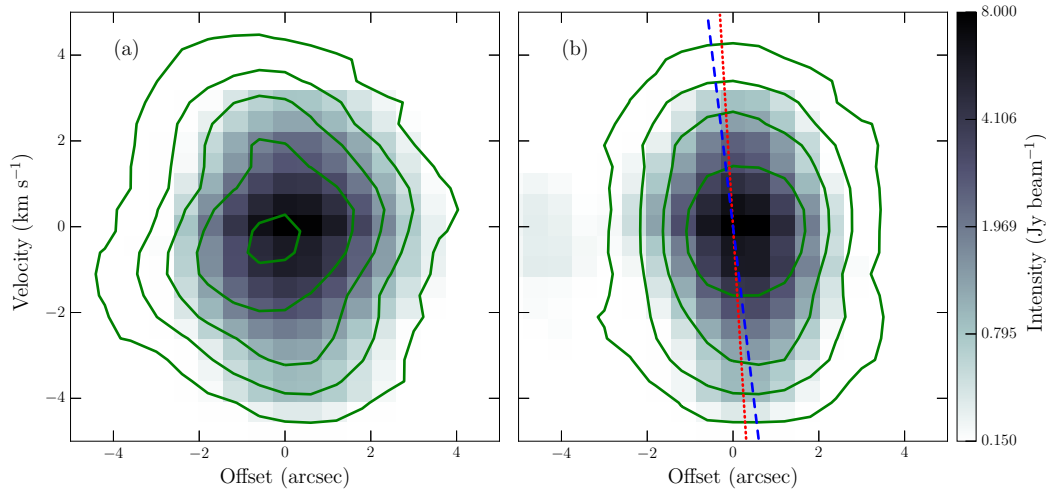 (a)
(b)
4
2
0
−2
−4
Velocity (km s⁻¹)
−4 −2 0 2 4
Offset (arcsec)
−4 −2 0 2 4
Offset (arcsec)
8.000
4.106
1.969
0.795
0.150
Intensity (Jy beam⁻¹)